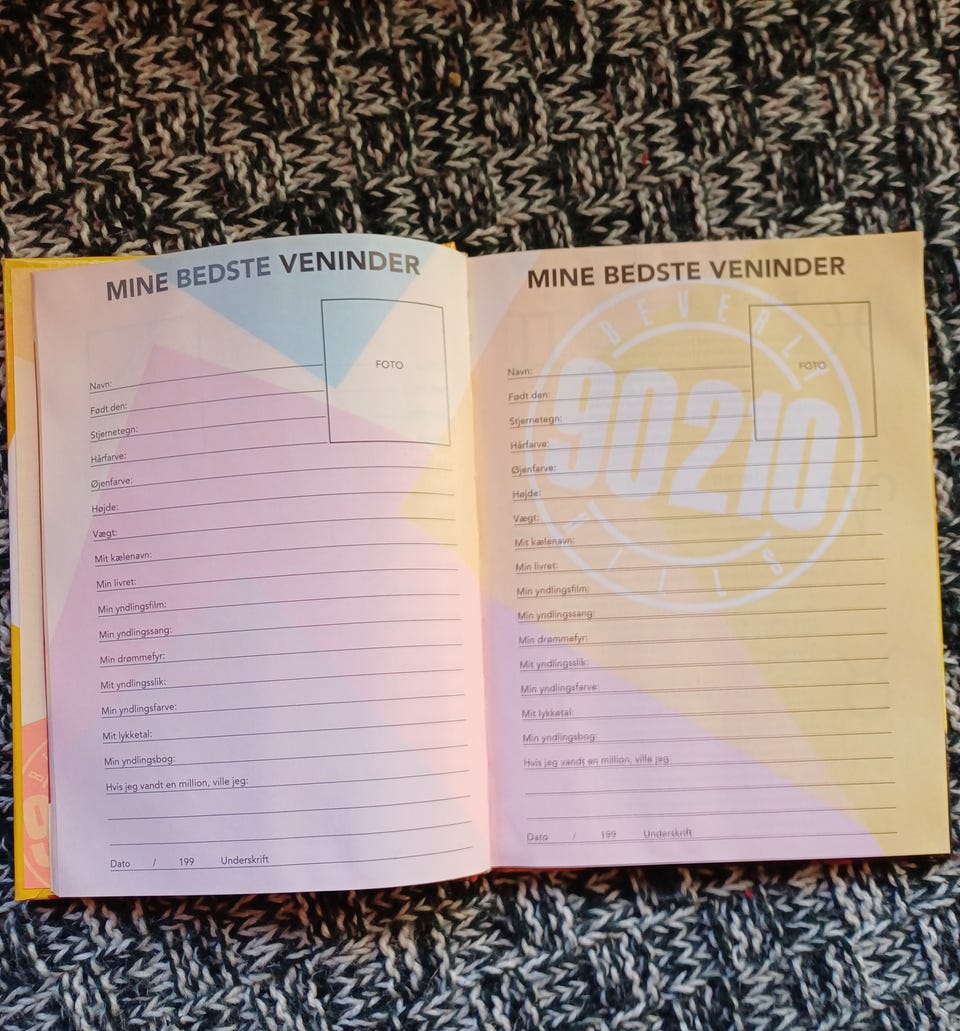 MINE BEDSTE VENINDER
FOTO
Navn:
Født den:
Stjernetegn:
Hårfarve:
Øjenfarve:
Højde:
Vægt:
Mit kælenavn:
Min livret:
Min yndlingsfilm:
Min yndlingssang:
Min drømmefyr:
Mit yndlingsslik:
Min yndlingsfarve:
Mit lykketal:
Min yndlingsbog:
Hvis jeg vandt en million, ville jeg:
Dato / 199 Underskrift
MINE BEDSTE VENINDER
BEVERLY
90210
HILLS
FOTO
Navn:
Født den:
Stjernetegn:
Hårfarve:
Øjenfarve:
Højde:
Vægt:
Mit kælenavn:
Min livret:
Min yndlingsfilm:
Min yndlingssang:
Min drømmefyr:
Mit yndlingsslik:
Min yndlingsfarve:
Mit lykketal:
Min yndlingsbog:
Hvis jeg vandt en million, ville jeg
Dato / 199 Underskrift